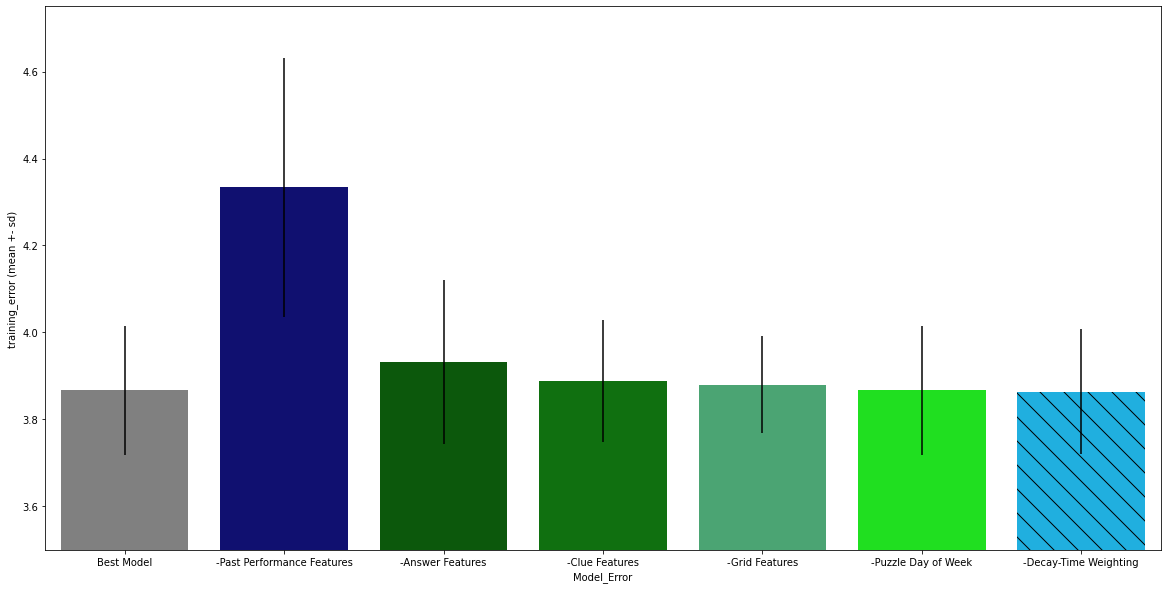 training_error (mean +- sd)
4.6
4.4
4.2
4.0
3.8
3.6
Best Model
-Past Performance Features
-Answer Features
-Clue Features
-Grid Features
-Puzzle Day of Week
-Decay-Time Weighting
Model_Error